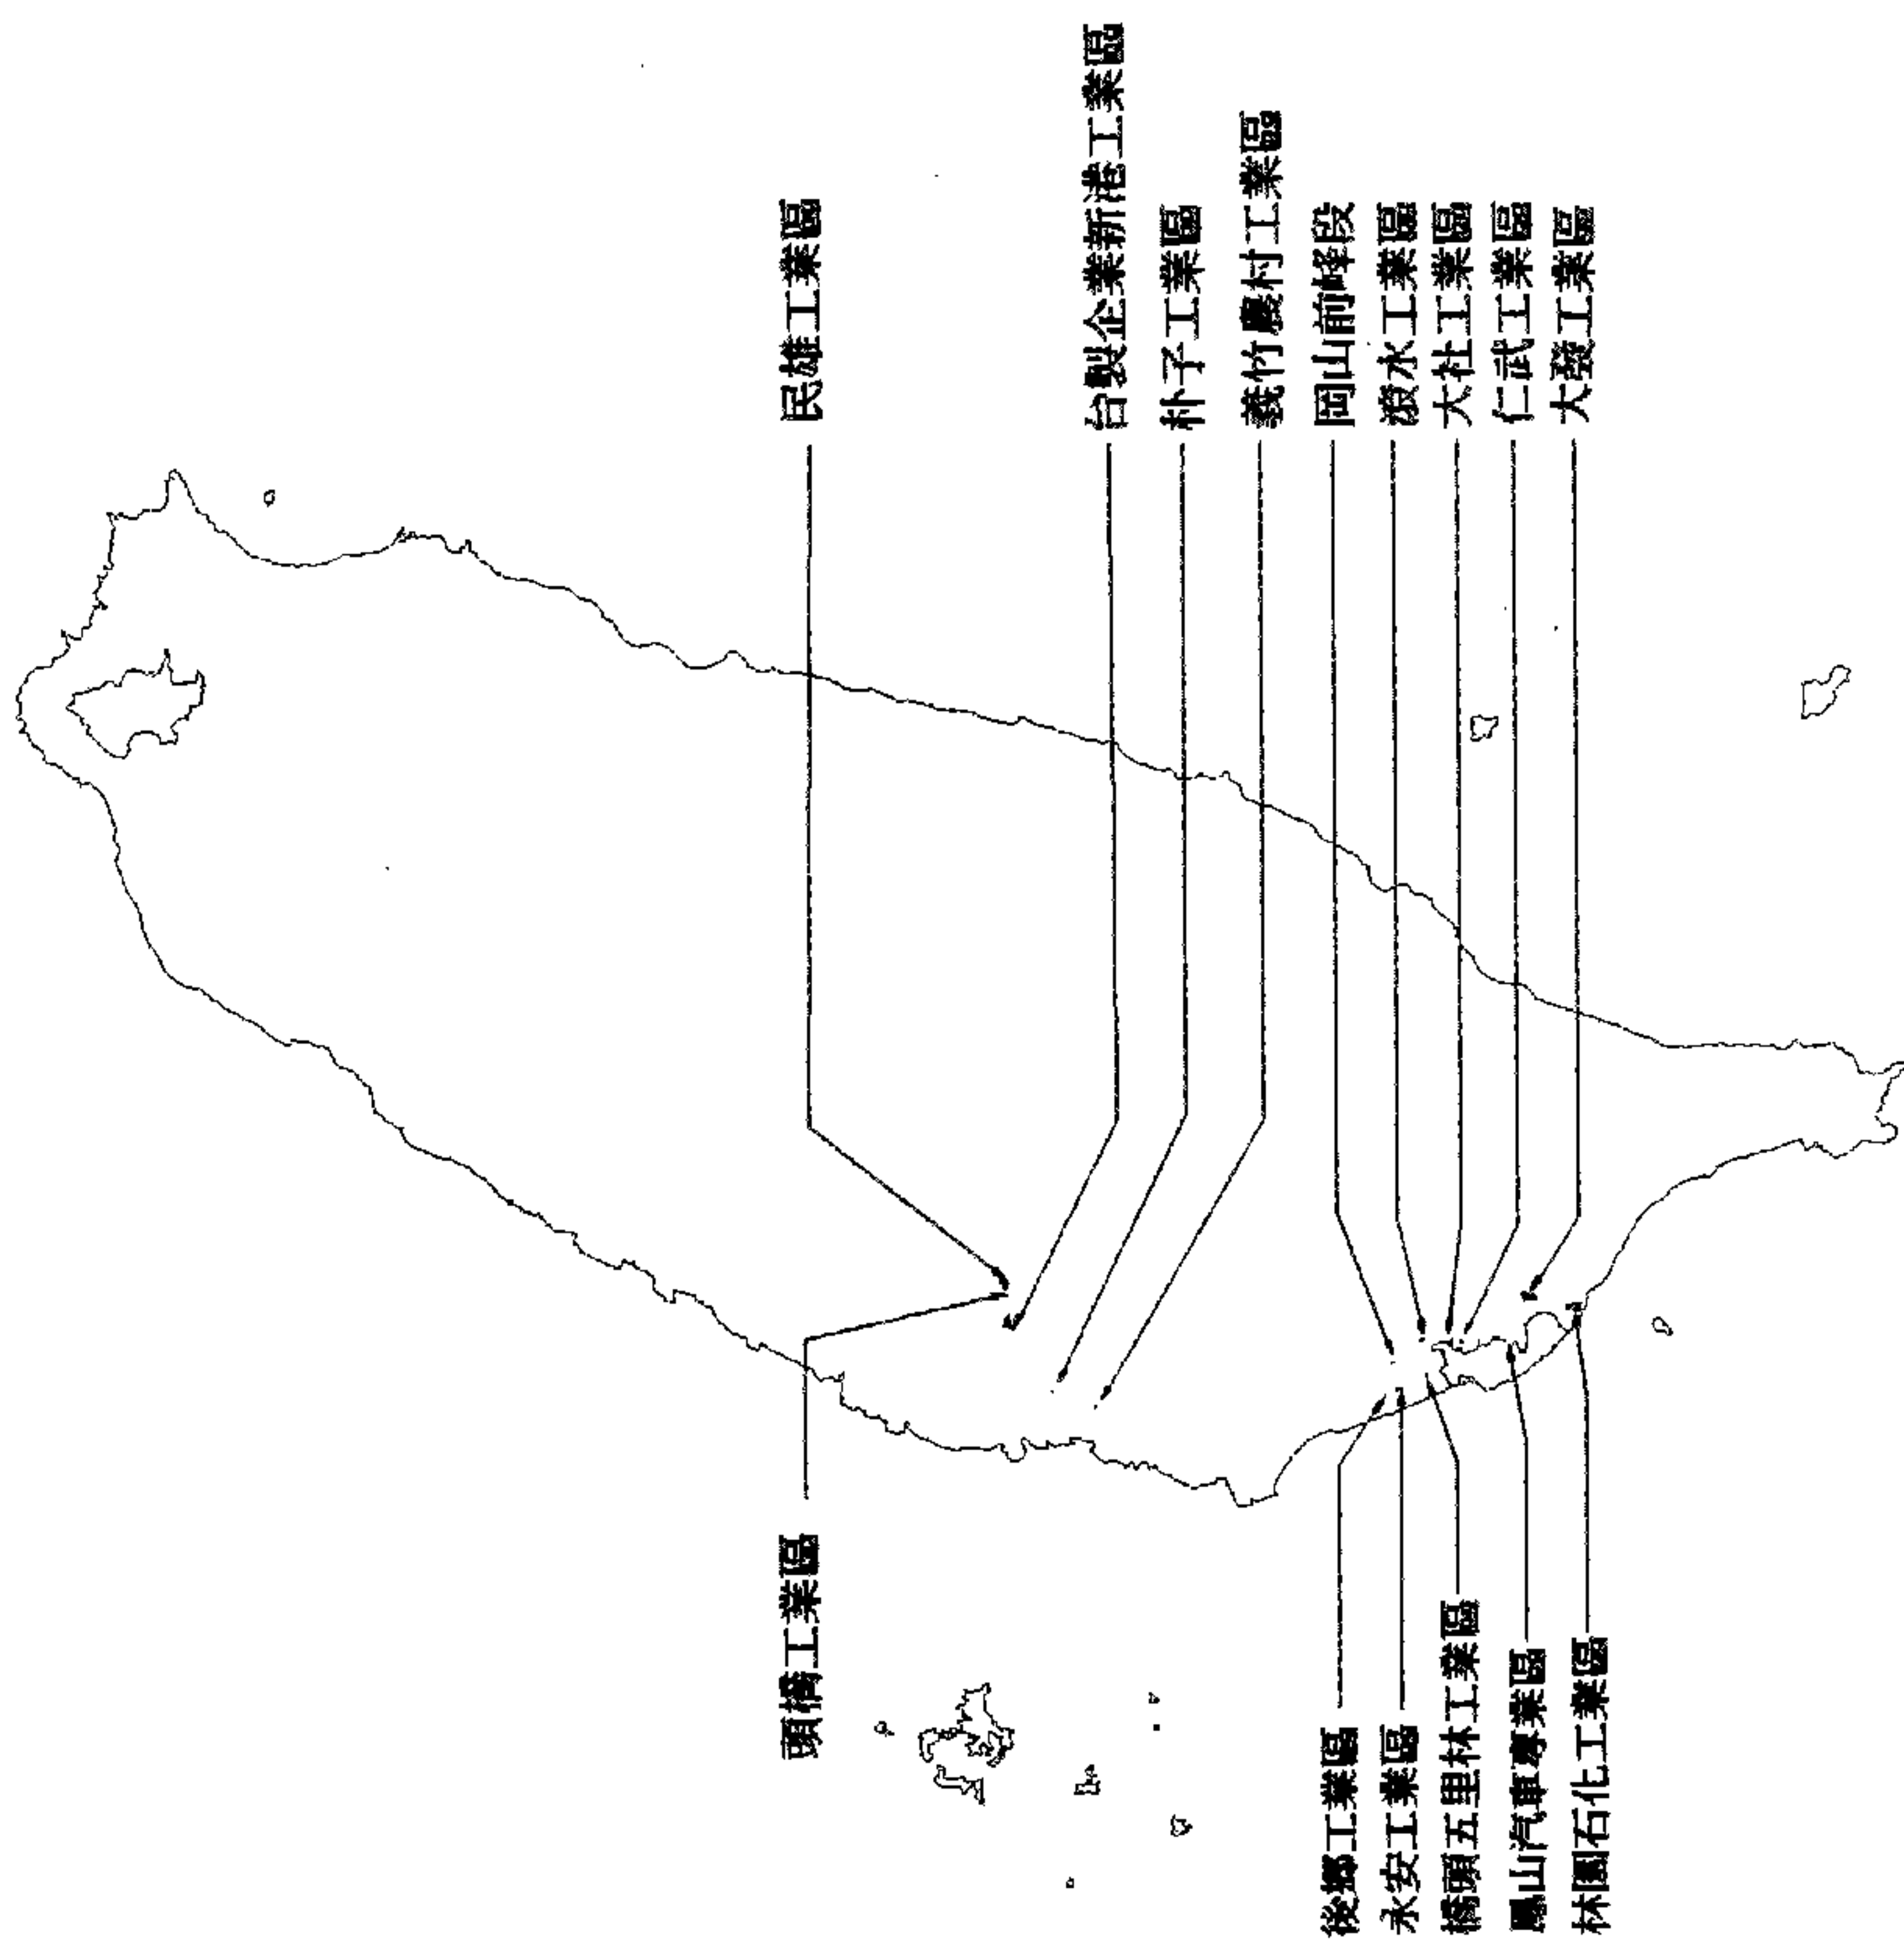 民雄工業區
台製企業新港工業區
朴子工業區
義竹農村工業區
岡山前峰段
滾水工業區
大社工業區
仁武工業區
大發工業區
頭橋工業區
後鄉工業區
永安工業區
橋頭五里林工業區
鳳山汽車專業區
林園石化工業區